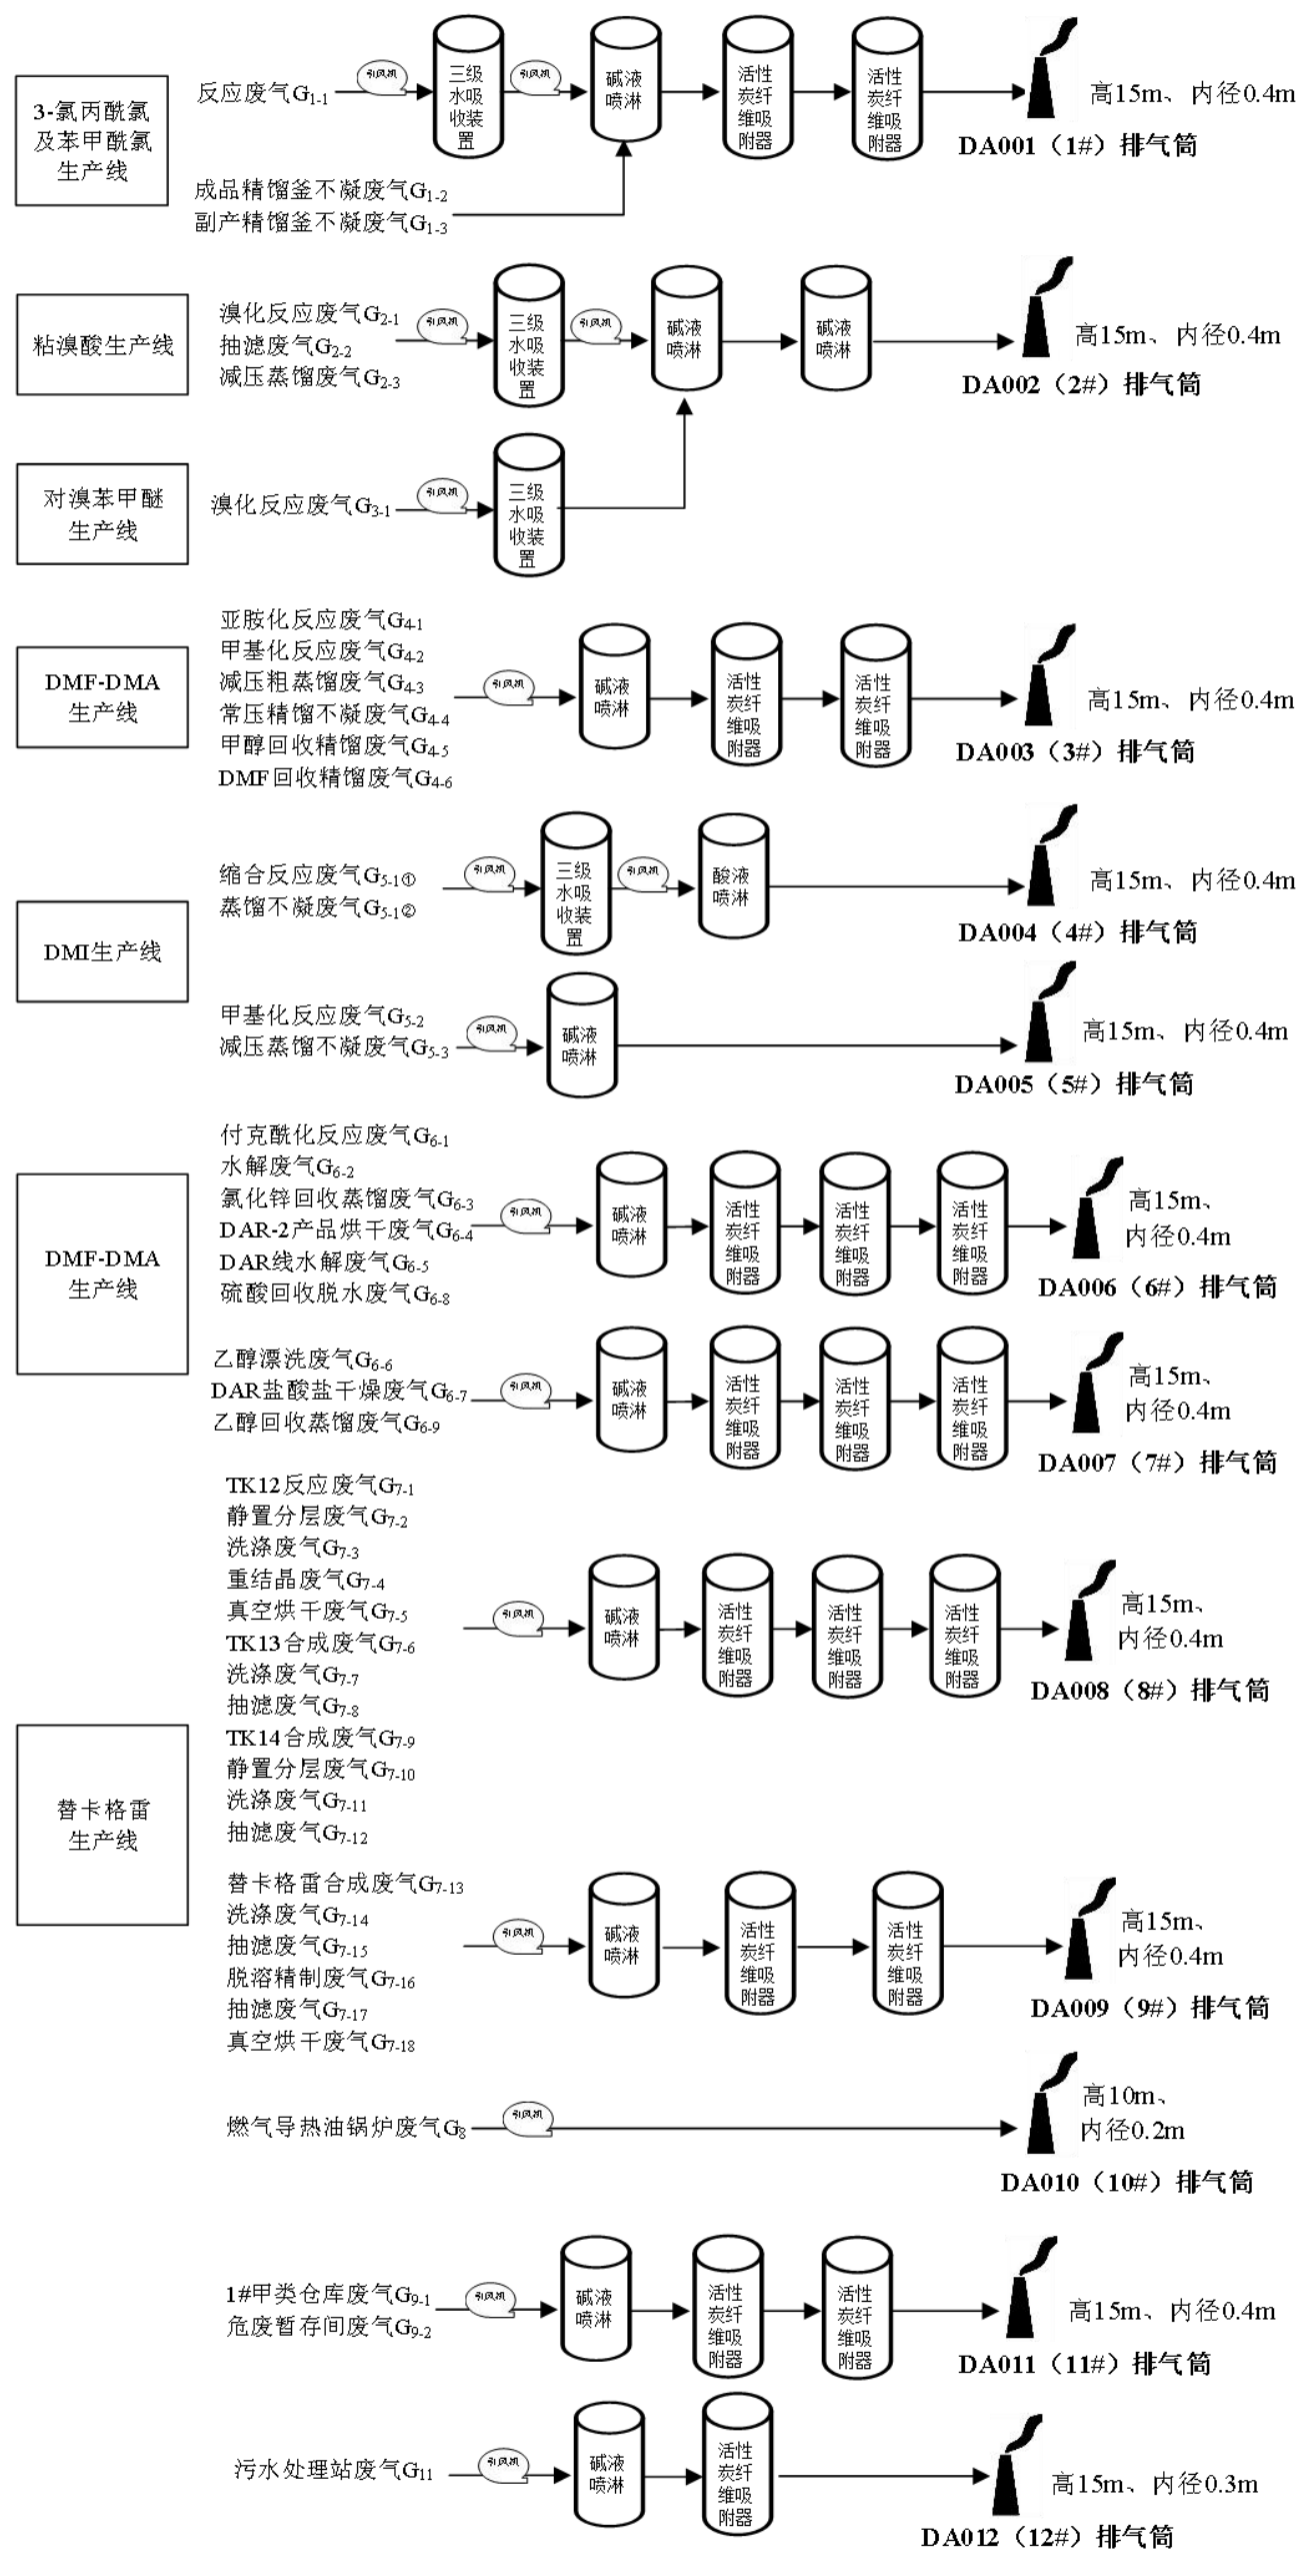 3-氯丙酰氯
及苯甲酰氯
生产线
反应废气G1-1
引风机
三级
水吸
收装
置
引风机
碱液
喷淋
活性
炭纤
维吸
附器
活性
炭纤
维吸
附器
高15m、内径0.4m
DA001（1#）排气筒
成品精馏釜不凝废气G1-2
副产精馏釜不凝废气G1-3
粘溴酸生产线
溴化反应废气G2-1
抽滤废气G2-2
减压蒸馏废气G2-3
引风机
三级
水吸
收装
置
引风机
碱液
喷淋
碱液
喷淋
高15m、内径0.4m
DA002（2#）排气筒
对溴苯甲醚
生产线
溴化反应废气G3-1
引风机
三级
水吸
收装
置
DMF-DMA
生产线
亚胺化反应废气G4-1
甲基化反应废气G4-2
减压粗蒸馏废气G4-3
常压精馏不凝废气G4-4
甲醇回收精馏废气G4-5
DMF回收精馏废气G4-6
引风机
碱液
喷淋
活性
炭纤
维吸
附器
活性
炭纤
维吸
附器
高15m、内径0.4m
DA003（3#）排气筒
DMI生产线
缩合反应废气G5-1①
蒸馏不凝废气G5-1②
引风机
三级
水吸
收装
置
引风机
酸液
喷淋
高15m、内径0.4m
DA004（4#）排气筒
甲基化反应废气G5-2
减压蒸馏不凝废气G5-3
引风机
碱液
喷淋
高15m、内径0.4m
DA005（5#）排气筒
DMF-DMA
生产线
付克酰化反应废气G6-1
水解废气G6-2
氯化锌回收蒸馏废气G6-3
DAR-2产品烘干废气G6-4
DAR线水解废气G6-5
硫酸回收脱水废气G6-8
引风机
碱液
喷淋
活性
炭纤
维吸
附器
活性
炭纤
维吸
附器
活性
炭纤
维吸
附器
高15m、
内径0.4m
DA006（6#）排气筒
乙醇漂洗废气G6-6
DAR盐酸盐干燥废气G6-7
乙醇回收蒸馏废气G6-9
引风机
碱液
喷淋
活性
炭纤
维吸
附器
活性
炭纤
维吸
附器
活性
炭纤
维吸
附器
高15m、
内径0.4m
DA007（7#）排气筒
替卡格雷
生产线
TK12反应废气G7-1
静置分层废气G7-2
洗涤废气G7-3
重结晶废气G7-4
真空烘干废气G7-5
TK13合成废气G7-6
洗涤废气G7-7
抽滤废气G7-8
TK14合成废气G7-9
静置分层废气G7-10
洗涤废气G7-11
抽滤废气G7-12
引风机
碱液
喷淋
活性
炭纤
维吸
附器
活性
炭纤
维吸
附器
活性
炭纤
维吸
附器
高15m、
内径0.4m
DA008（8#）排气筒
替卡格雷合成废气G7-13
洗涤废气G7-14
抽滤废气G7-15
脱溶精制废气G7-16
抽滤废气G7-17
真空烘干废气G7-18
引风机
碱液
喷淋
活性
炭纤
维吸
附器
活性
炭纤
维吸
附器
高15m、
内径0.4m
DA009（9#）排气筒
燃气导热油锅炉废气G8
引风机
高10m、
内径0.2m
DA010（10#）排气筒
1#甲类仓库废气G9-1
危废暂存间废气G9-2
引风机
碱液
喷淋
活性
炭纤
维吸
附器
活性
炭纤
维吸
附器
高15m、内径0.4m
DA011（11#）排气筒
污水处理站废气G11
引风机
碱液
喷淋
活性
炭纤
维吸
附器
高15m、内径0.3m
DA012（12#）排气筒